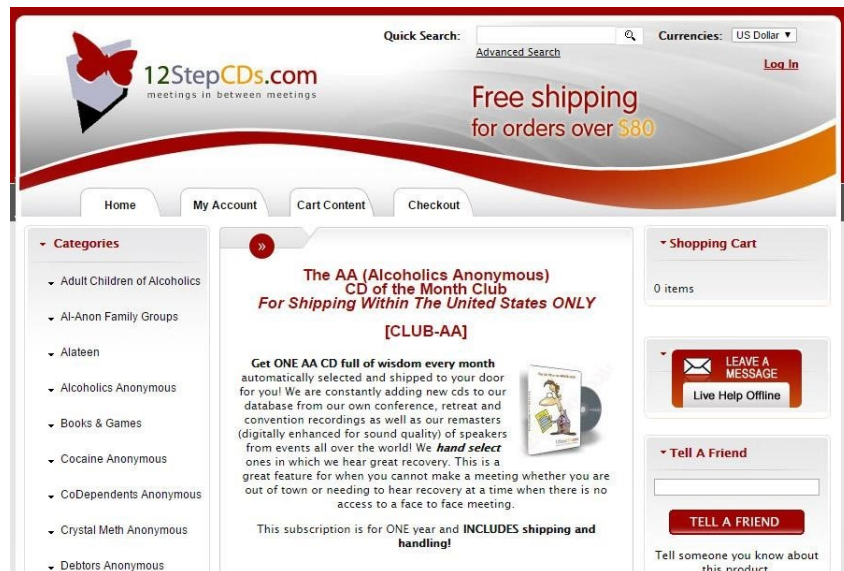 Quick Search:
Currencies: US Dollar ▼
Advanced Search
Log In
12StepCDs.com
meetings in between meetings
Free shipping
for orders over $80
Home
My Account
Cart Content
Checkout
Categories
Adult Children of Alcoholics
Al-Anon Family Groups
Alateen
Alcoholics Anonymous
Books & Games
Cocaine Anonymous
CoDependents Anonymous
Crystal Meth Anonymous
Debtors Anonymous
»
The AA (Alcoholics Anonymous)
CD of the Month Club
For Shipping Within The United States ONLY
[CLUB-AA]
Get ONE AA CD full of wisdom every month
automatically selected and shipped to your door
for you! We are constantly adding new cds to our
database from our own conference, retreat and
convention recordings as well as our remasters
(digitally enhanced for sound quality) of speakers
from events all over the world! We hand select
ones in which we hear great recovery. This is a
great feature for when you cannot make a meeting whether you are
out of town or needing to hear recovery at a time when there is no
access to a face to face meeting.
This subscription is for ONE year and INCLUDES shipping and
handling!
Shopping Cart
0 items
LEAVE A
MESSAGE
Live Help Offline
Tell A Friend
TELL A FRIEND
Tell someone you know about
this product